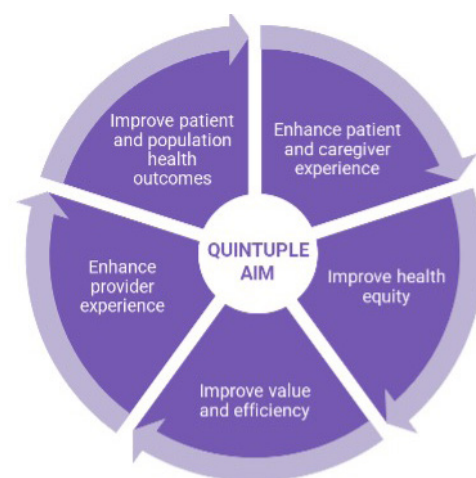 Improve patient
and population
health
outcomes
Enhance patient
and caregiver
experience
QUINTUPLE
AIM
Enhance
provider
experience
Improve health
equity
Improve value
and efficiency